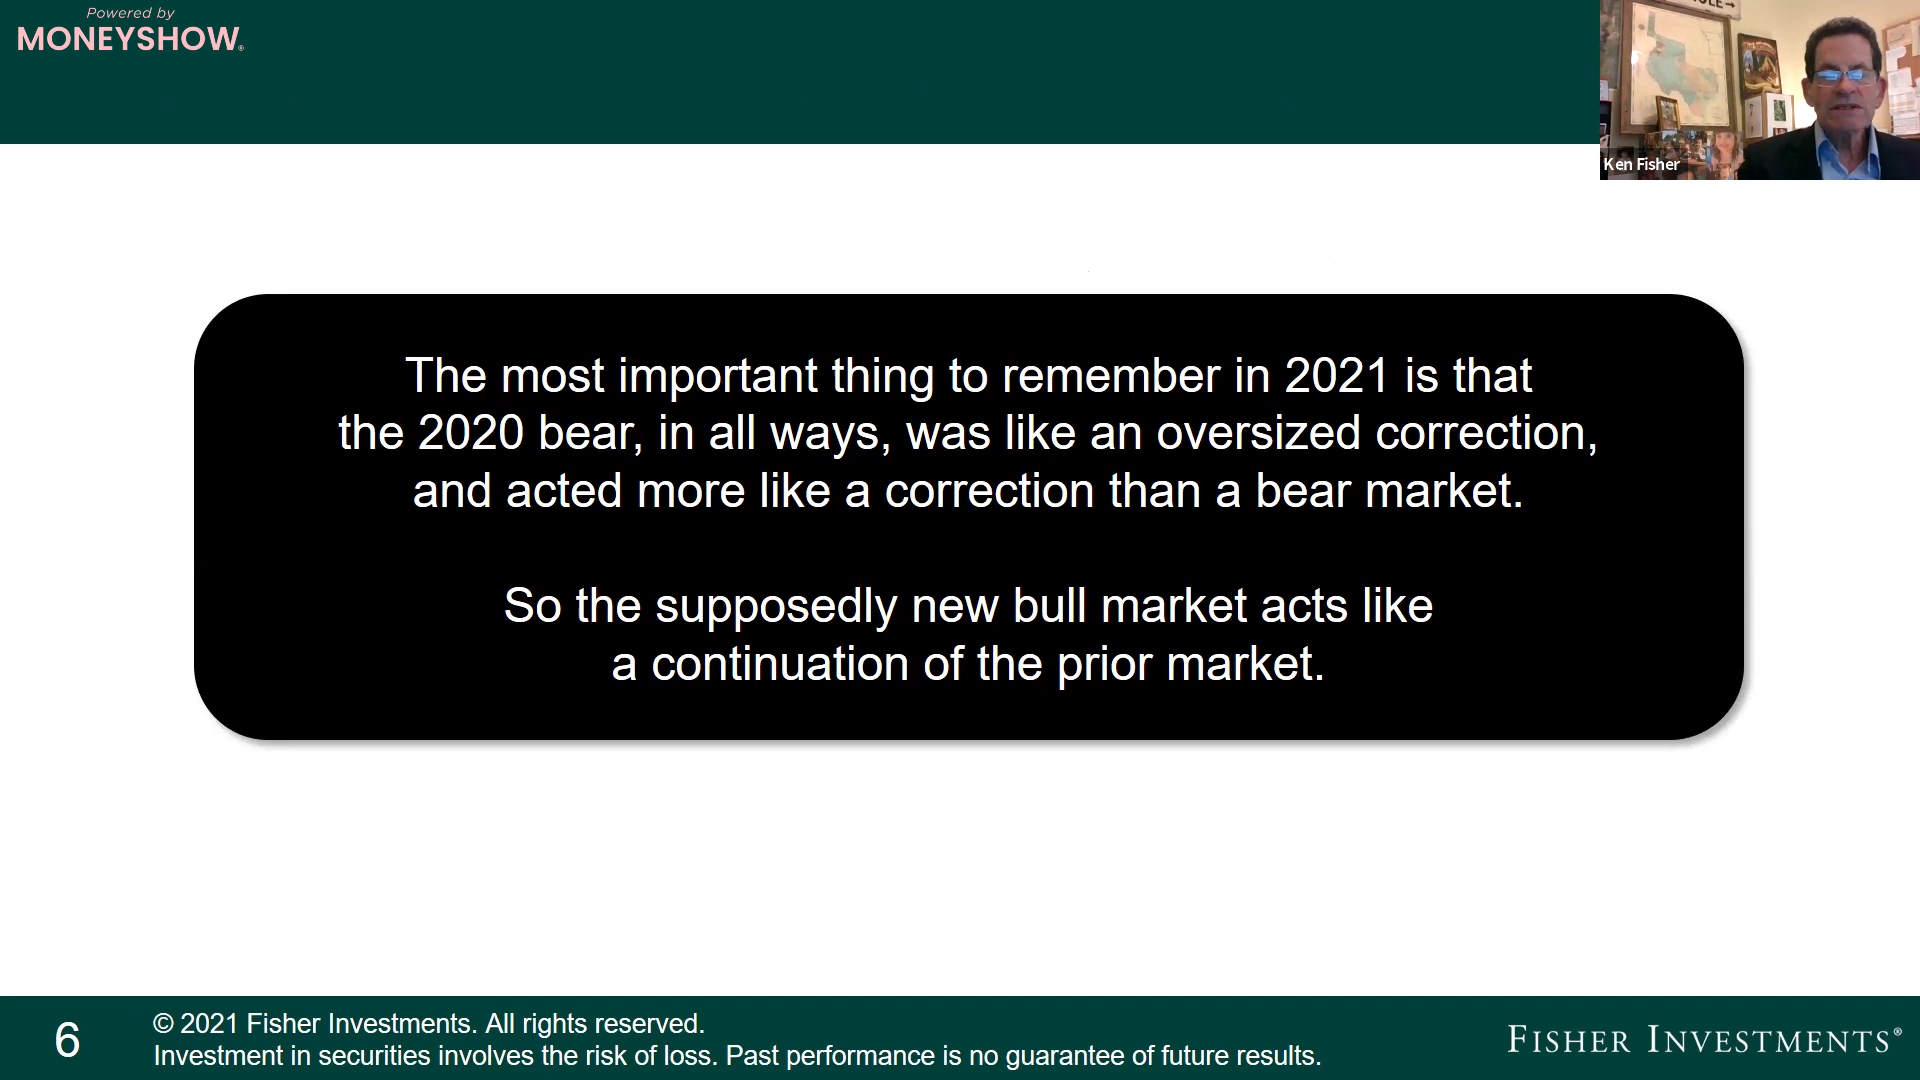 Powered by
MONEYSHOW®
Ken Fisher
The most important thing to remember in 2021 is that
the 2020 bear, in all ways, was like an oversized correction,
and acted more like a correction than a bear market.
So the supposedly new bull market acts like
a continuation of the prior market.
6
© 2021 Fisher Investments. All rights reserved.
Investment in securities involves the risk of loss. Past performance is no guarantee of future results.
FISHER INVESTMENTS®